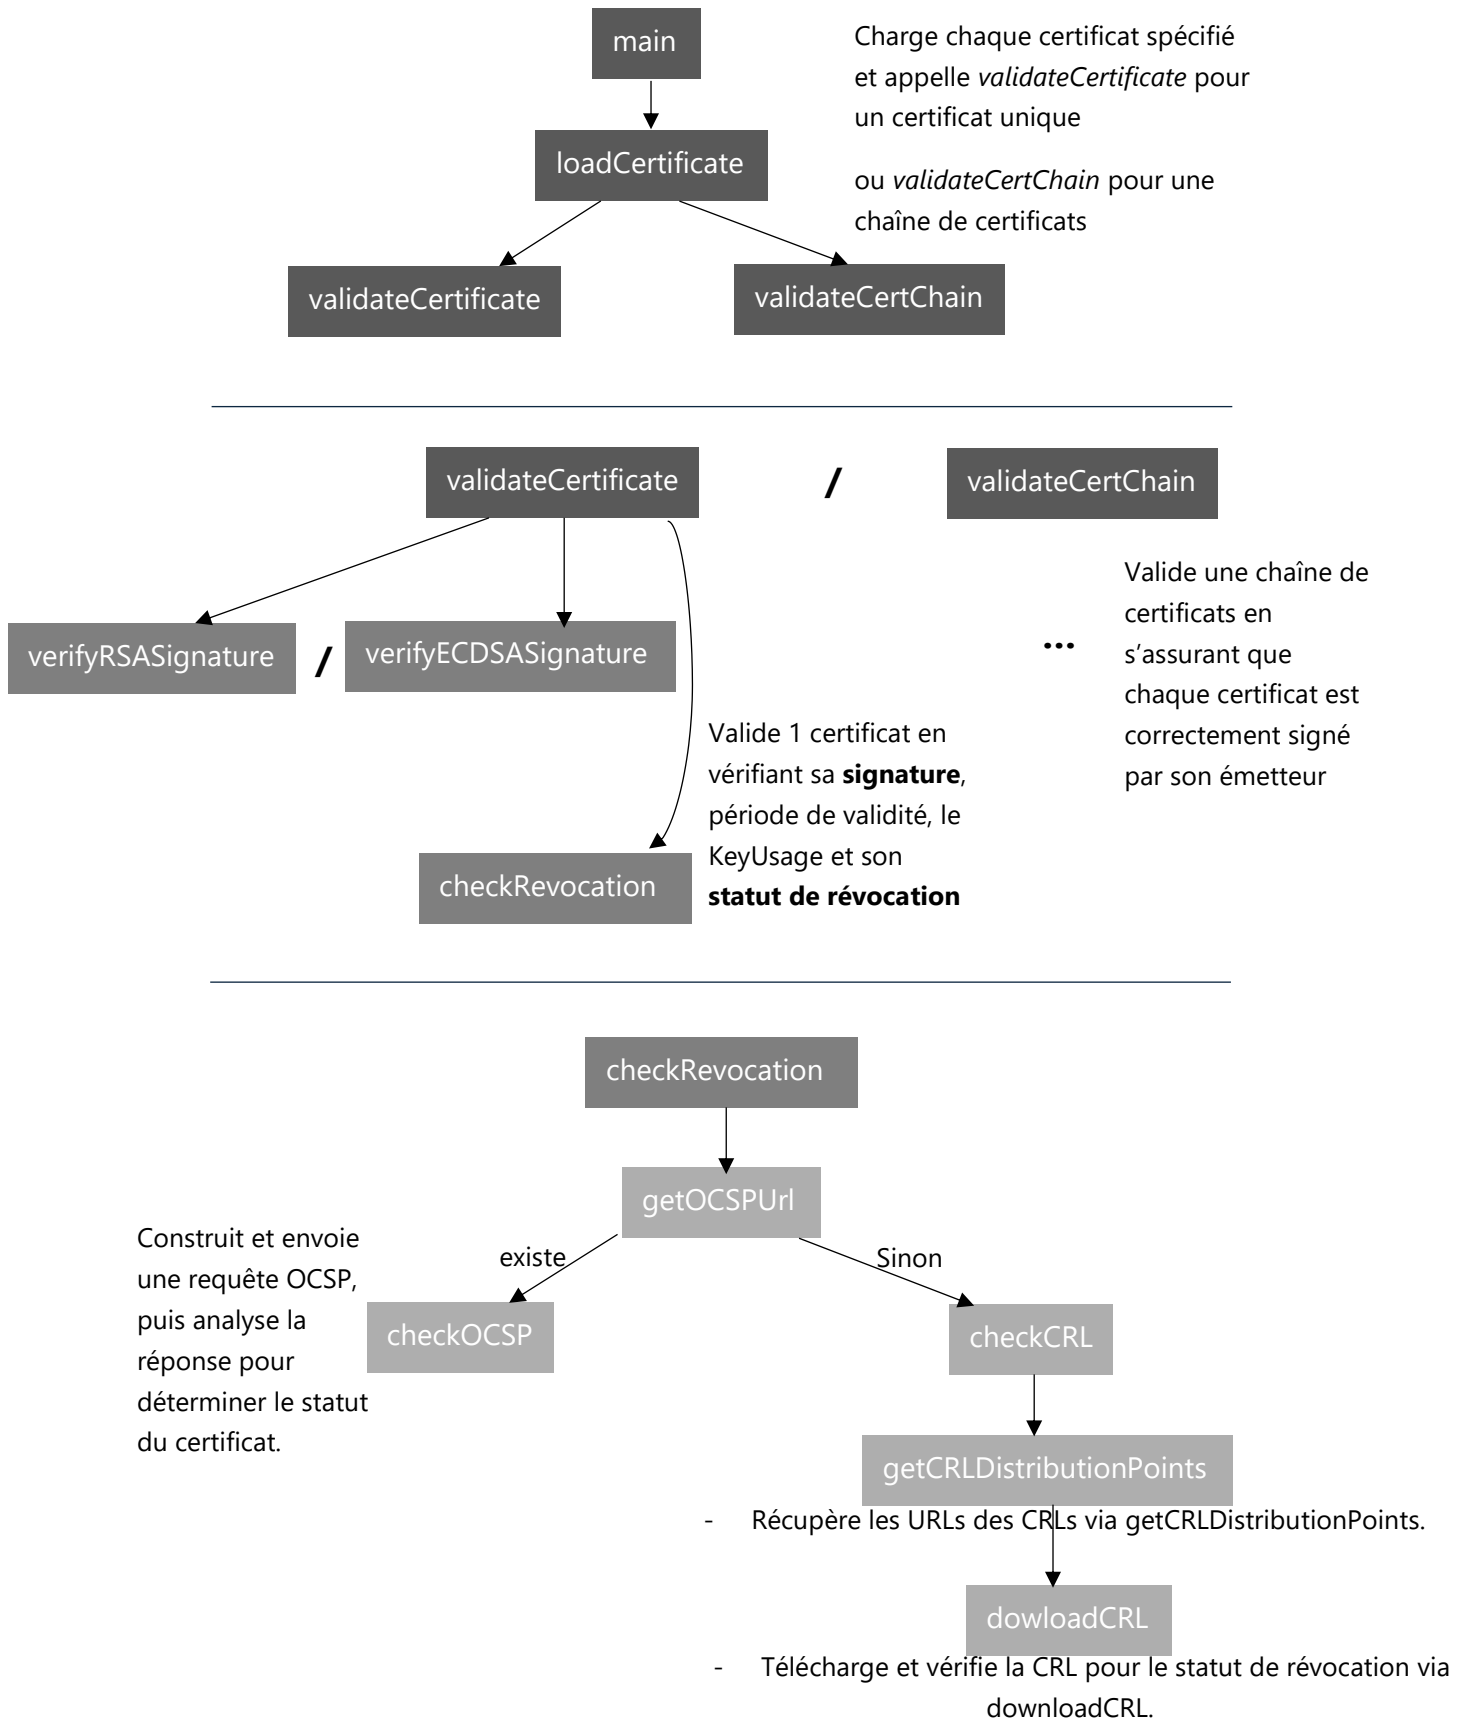 main
Charge chaque certificat spécifié
et appelle validateCertificate pour
un certificat unique
loadCertificate
ou validateCertChain pour une
chaîne de certificats
validateCertificate
validateCertChain
validateCertificate
/
validateCertChain
verifyRSASignature
/
verifyECDSASignature
...
Valide une chaîne de
certificats en
s’assurant que
chaque certificat est
correctement signé
par son émetteur
Valide 1 certificat en
vérifiant sa signature,
période de validité, le
KeyUsage et son
statut de révocation
checkRevocation
checkRevocation
getOCSPUrl
existe
Sinon
Construit et envoie
une requête OCSP,
puis analyse la
réponse pour
déterminer le statut
du certificat.
checkOCSP
checkCRL
getCRLDistributionPoints
- Récupère les URLs des CRLs via getCRLDistributionPoints.
dowloadCRL
- Télécharge et vérifie la CRL pour le statut de révocation via
downloadCRL.